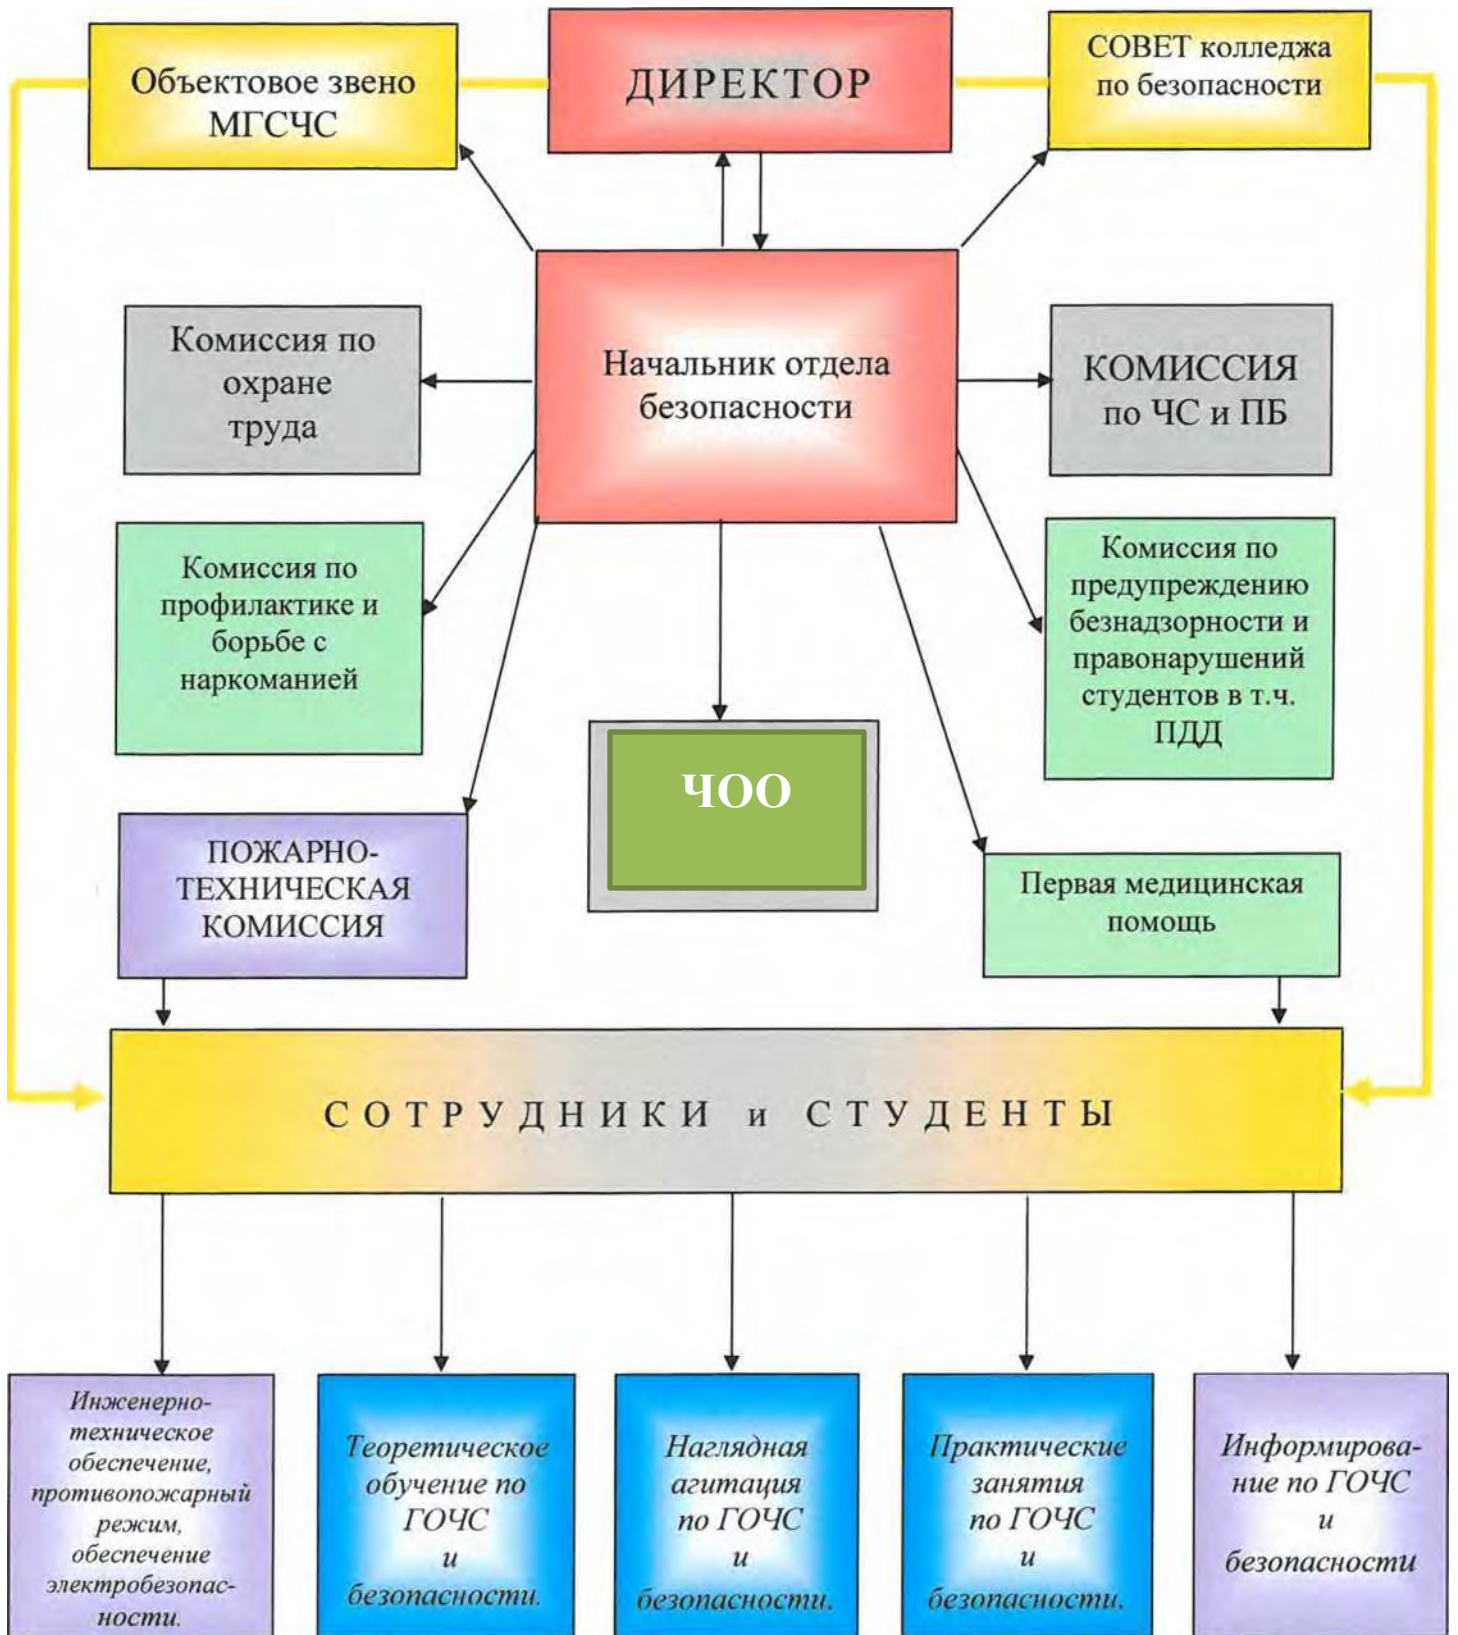 Объектовое звено
МГСЧС
ДИРЕКТОР
СОВЕТ колледжа
по безопасности
Комиссия по
охране
труда
Начальник отдела
безопасности
КОМИССИЯ
по ЧС и ПБ
Комиссия по
профилактике и
борьбе с
наркоманией
Комиссия по
предупреждению
безнадзорности и
правонарушений
студентов в т.ч.
ПДД
ЧОО
ПОЖАРНО-
ТЕХНИЧЕСКАЯ
КОМИССИЯ
Первая медицинская
помощь
СОТРУДНИКИ и СТУДЕНТЫ
Инженерно-
техническое
обеспечение,
противопожарный
режим,
обеспечение
электробезопас-
ности.
Теоретическое
обучение по
ГОЧС
и
безопасности.
Наглядная
агитация
по ГОЧС
и
безопасности.
Практические
занятия
по ГОЧС
и
безопасности.
Информирова-
ние по ГОЧС
и
безопасности